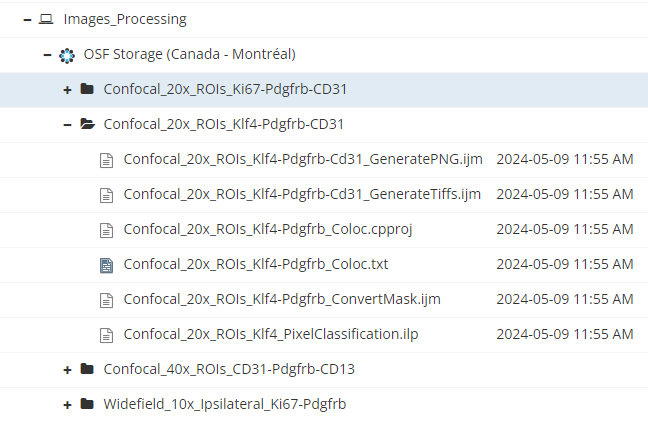 Images_Processing
OSF Storage (Canada - Montréal)
Confocal_20x_ROIs_Ki67-Pdgfrb-CD31
Confocal_20x_ROIs_Klf4-Pdgfrb-CD31
Confocal_20x_ROIs_Klf4-Pdgfrb-Cd31_GeneratePNG.ijm 2024-05-09 11:55 AM
Confocal_20x_ROIs_Klf4-Pdgfrb-Cd31_GenerateTiffs.ijm 2024-05-09 11:55 AM
Confocal_20x_ROIs_Klf4-Pdgfrb_Coloc.cpproj 2024-05-09 11:55 AM
Confocal_20x_ROIs_Klf4-Pdgfrb_Coloc.txt 2024-05-09 11:55 AM
Confocal_20x_ROIs_Klf4-Pdgfrb_ConvertMask.ijm 2024-05-09 11:55 AM
Confocal_20x_ROIs_Klf4_PixelClassification.ilp 2024-05-09 11:55 AM
Confocal_40x_ROIs_CD31-Pdgfrb-CD13
Widefield_10x_Ipsilateral_Ki67-Pdgfrb